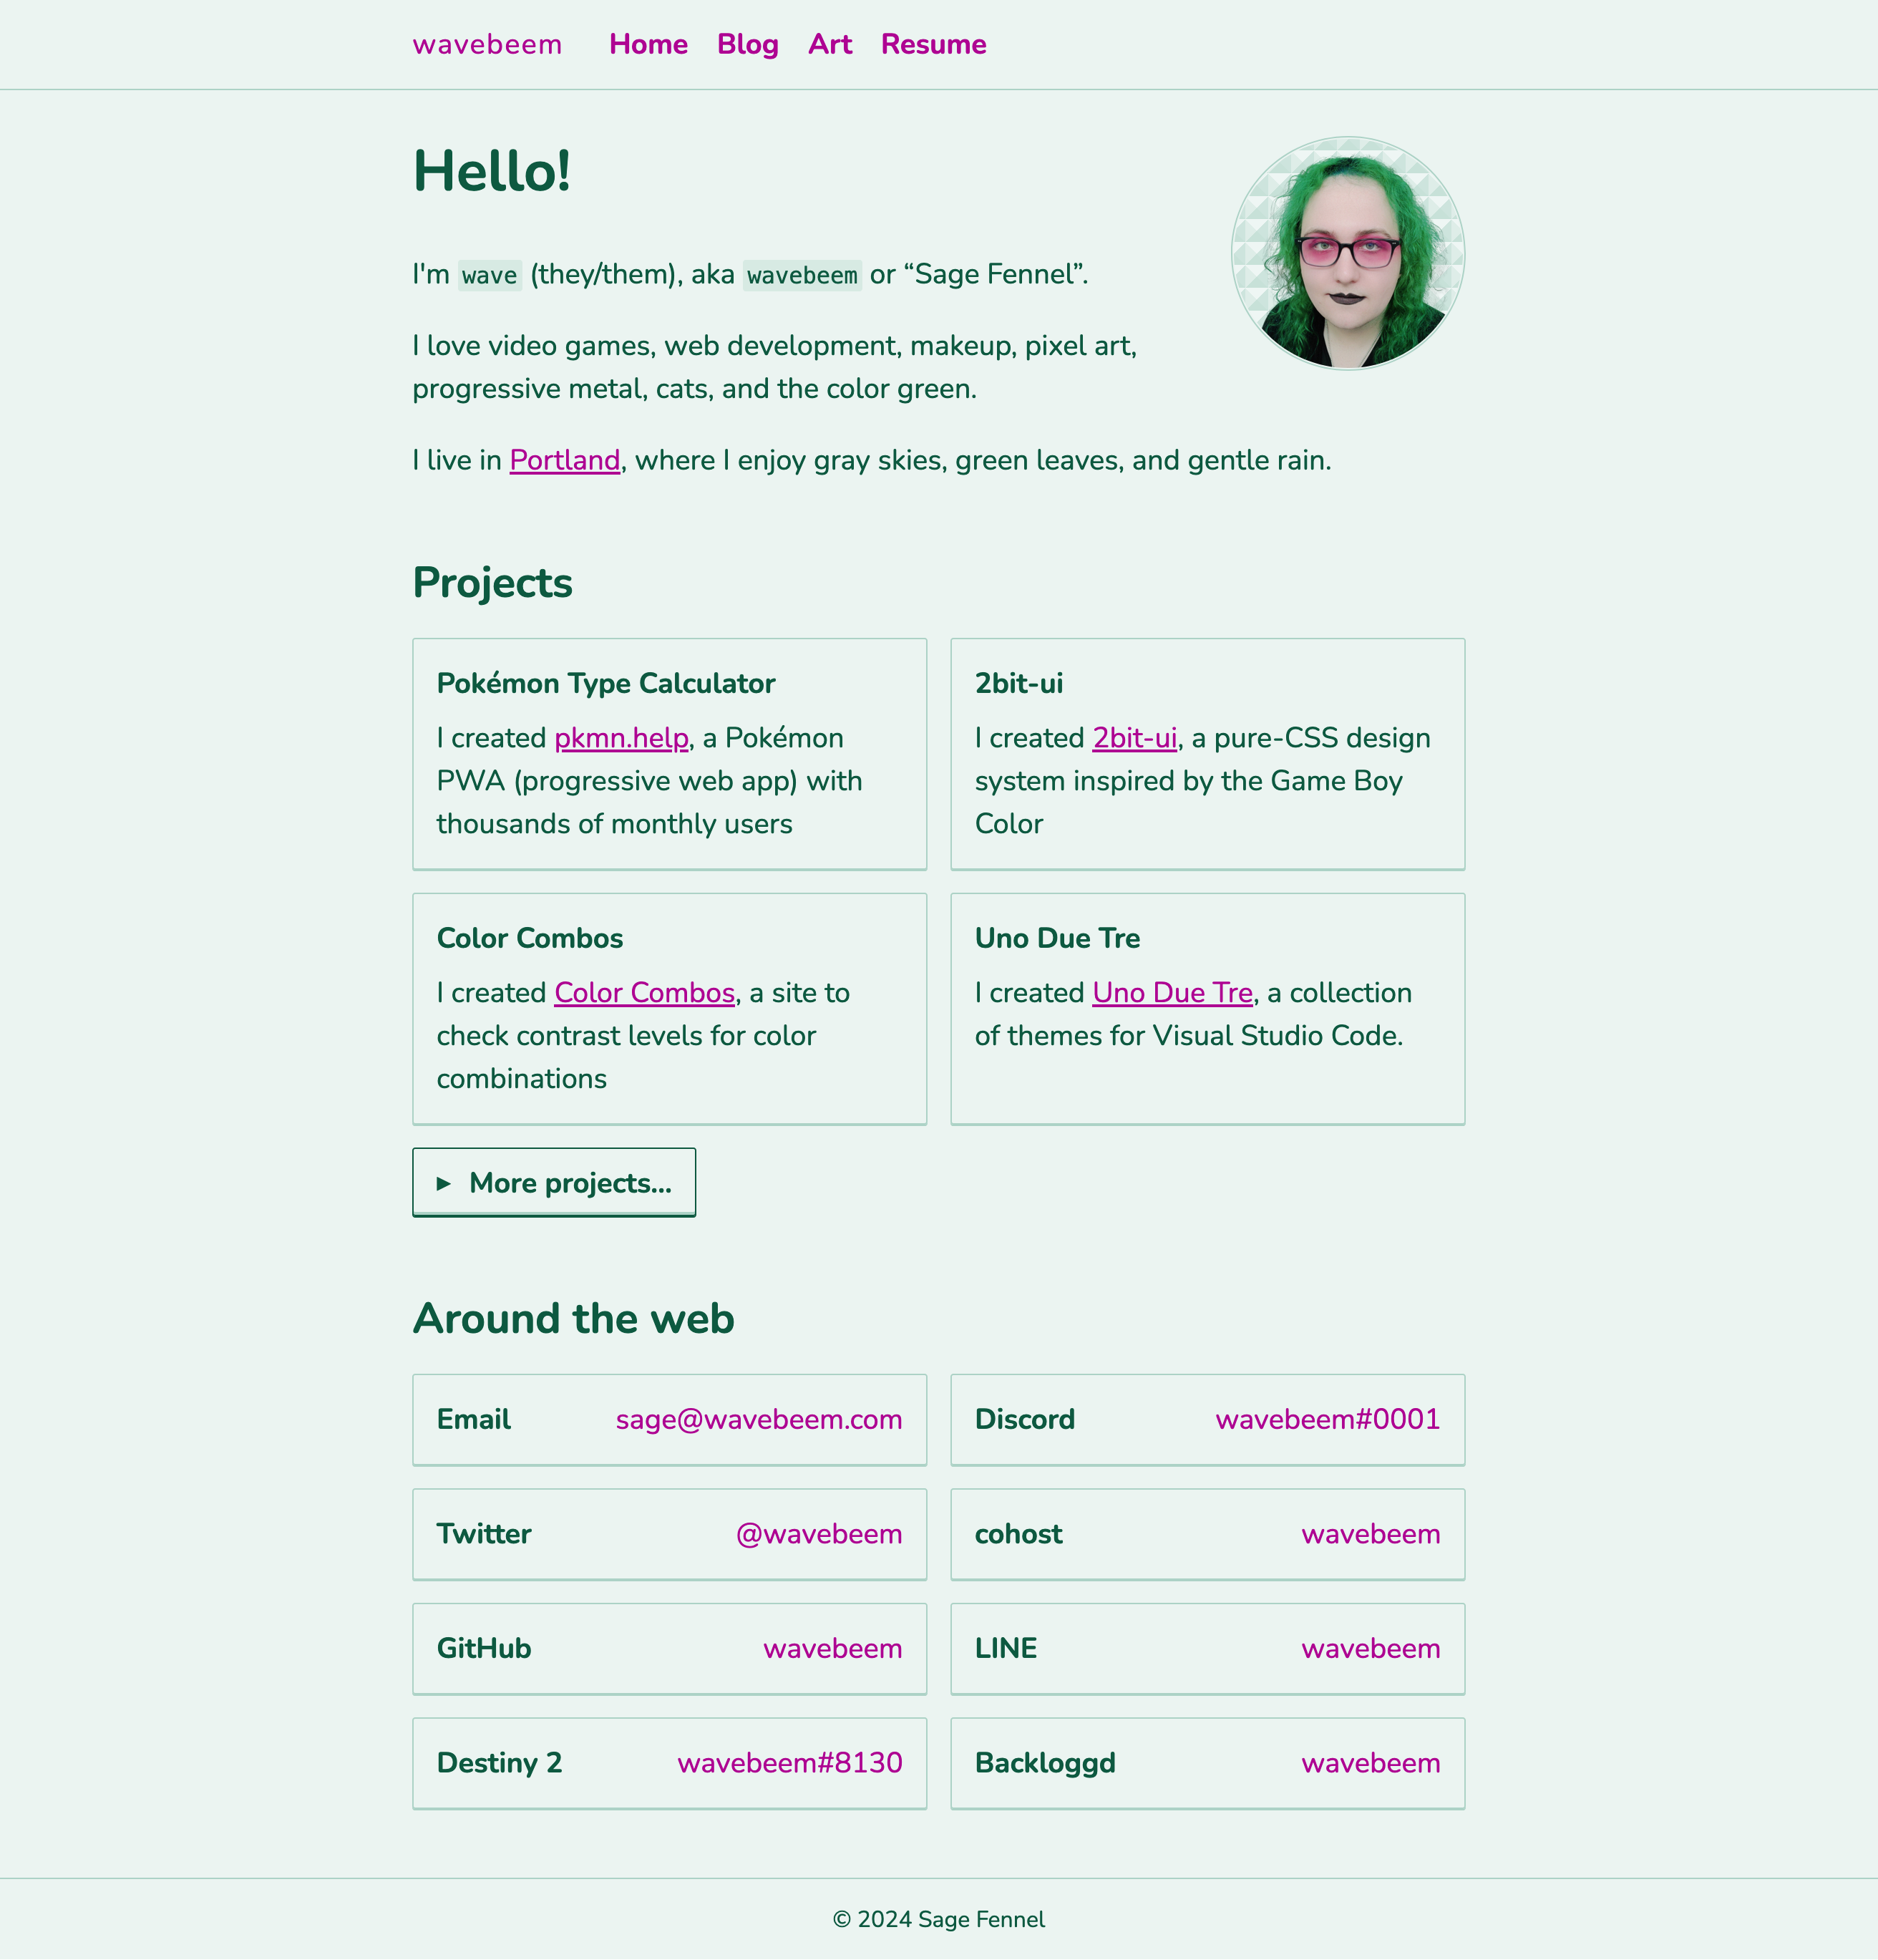 wavebeem Home Blog Art Resume
Hello!
I'm wave (they/them), aka wavebeem or “Sage Fennel”.
I love video games, web development, makeup, pixel art,
progressive metal, cats, and the color green.
I live in Portland, where I enjoy gray skies, green leaves, and gentle rain.
Projects
Pokémon Type Calculator
I created pkmn.help, a Pokémon
PWA (progressive web app) with
thousands of monthly users
2bit-ui
I created 2bit-ui, a pure-CSS design
system inspired by the Game Boy
Color
Color Combos
I created Color Combos, a site to
check contrast levels for color
combinations
Uno Due Tre
I created Uno Due Tre, a collection
of themes for Visual Studio Code.
▶ More projects...
Around the web
Email sage@wavebeem.com
Discord wavebeem#0001
Twitter @wavebeem
cohost wavebeem
GitHub wavebeem
LINE wavebeem
Destiny 2 wavebeem#8130
Backloggd wavebeem
© 2024 Sage Fennel